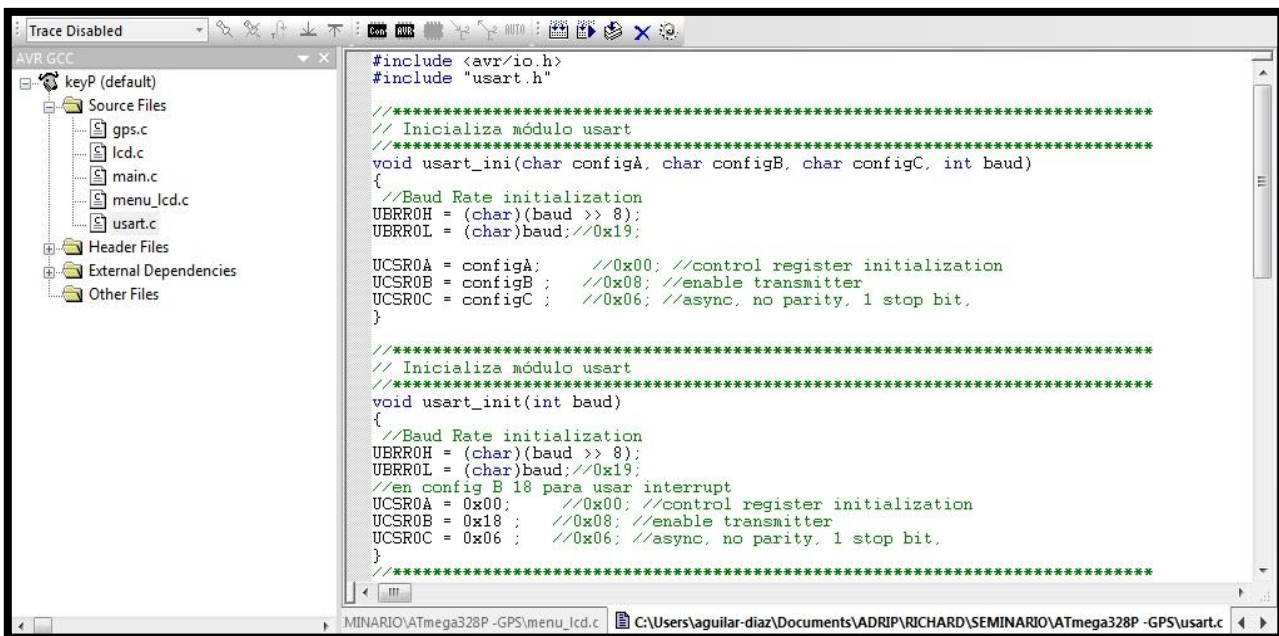 Trace Disabled
Con AVR AUTO
AVR GCC
keyP (default)
Source Files
gps.c
lcd.c
main.c
menu_lcd.c
usart.c
Header Files
External Dependencies
Other Files
#include <avr/io.h>
#include "usart.h"
//****************************************************************************
// Inicializa módulo usart
//****************************************************************************
void usart_ini(char configA, char configB, char configC, int baud)
{
//Baud Rate initialization
UBRR0H = (char)(baud >> 8);
UBRR0L = (char)baud;//0x19;
UCSR0A = configA; //0x00; //control register initialization
UCSR0B = configB ; //0x08; //enable transmitter
UCSR0C = configC ; //0x06; //async, no parity, 1 stop bit,
}
//****************************************************************************
// Inicializa módulo usart
//****************************************************************************
void usart_init(int baud)
{
//Baud Rate initialization
UBRR0H = (char)(baud >> 8);
UBRR0L = (char)baud;//0x19;
//en config B 18 para usar interrupt
UCSR0A = 0x00; //0x00; //control register initialization
UCSR0B = 0x18 ; //0x08; //enable transmitter
UCSR0C = 0x06 ; //0x06; //async, no parity, 1 stop bit,
}
//****************************************************************************
MINARIO\ATmega328P -GPS\menu_lcd.c
C:\Users\aguilar-diaz\Documents\ADRIP\RICHARD\SEMINARIO\ATmega328P -GPS\usart.c